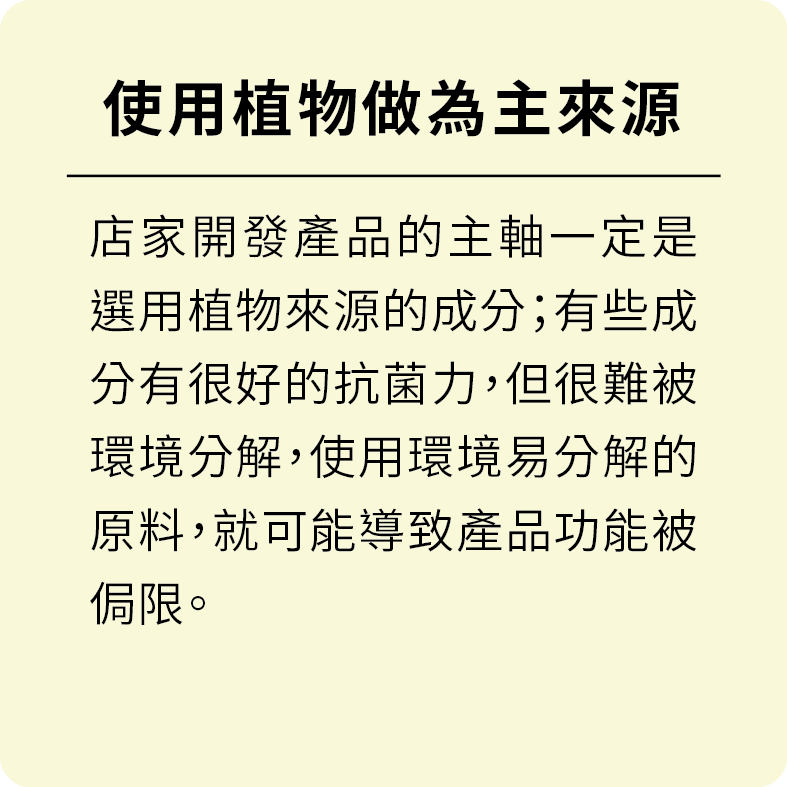 使用植物做為主來源
店家開發產品的主軸一定是
選用植物來源的成分；有些成
分有很好的抗菌力，但很難被
環境分解，使用環境易分解的
原料，就可能導致產品功能被
侷限。